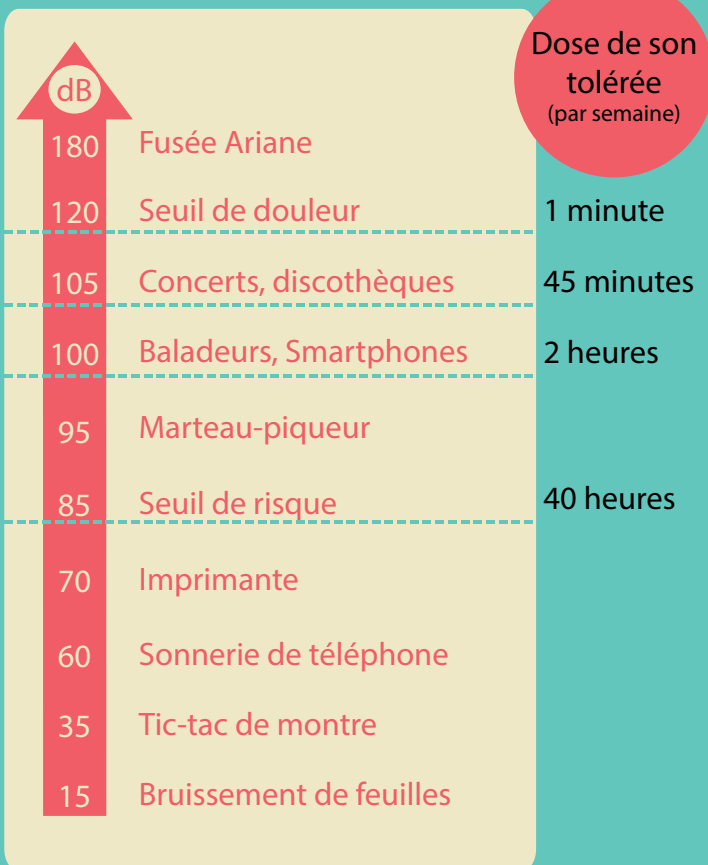 Dose de son
tolérée
(par semaine)
dB
180 Fusée Ariane
120 Seuil de douleur 1 minute
105 Concerts, discothèques 45 minutes
100 Baladeurs, Smartphones 2 heures
95 Marteau-piqueur
85 Seuil de risque 40 heures
70 Imprimante
60 Sonnerie de téléphone
35 Tic-tac de montre
15 Bruissement de feuilles